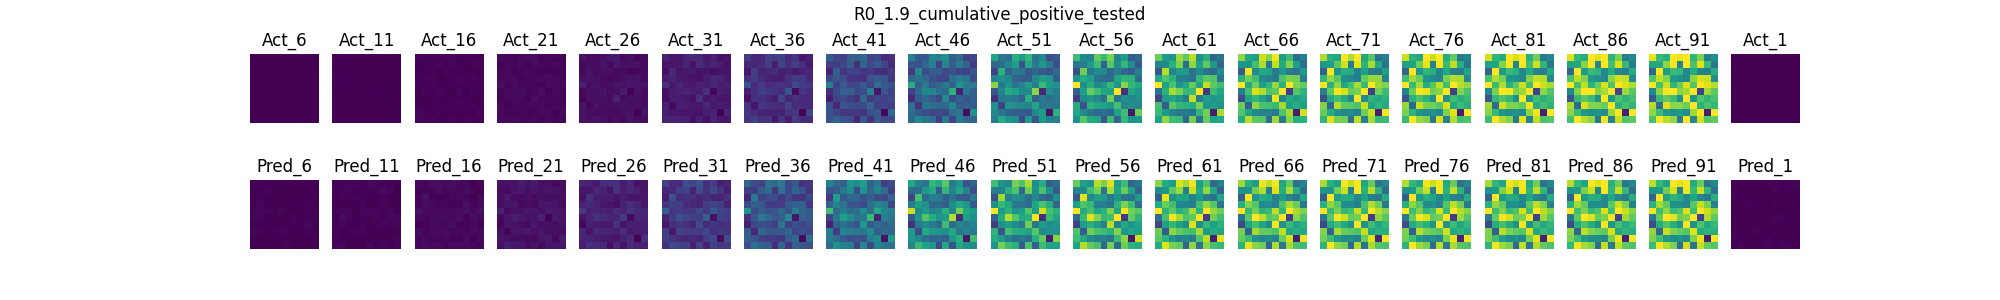 R0_1.9_cumulative_positive_tested
Act_6 Act_11 Act_16 Act_21 Act_26 Act_31 Act_36 Act_41 Act_46 Act_51 Act_56 Act_61 Act_66 Act_71 Act_76 Act_81 Act_86 Act_91 Act_1
Pred_6 Pred_11 Pred_16 Pred_21 Pred_26 Pred_31 Pred_36 Pred_41 Pred_46 Pred_51 Pred_56 Pred_61 Pred_66 Pred_71 Pred_76 Pred_81 Pred_86 Pred_91 Pred_1